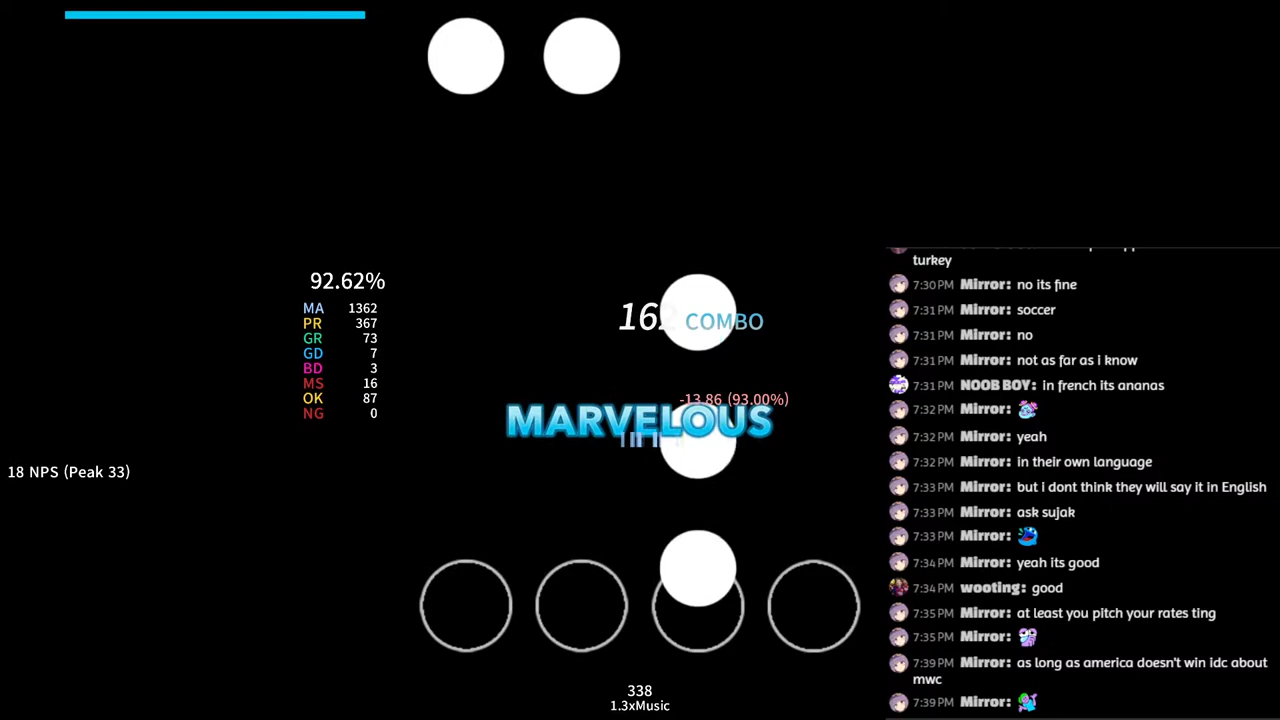 92.62%
MA 1362
PR 367
GR 73
GD 7
BD 3
MS 16
OK 87
NG 0
18 NPS (Peak 33)
COMBO
-13.86 (93.00%)
MARVELOUS
338
1.3xMusic
turkey
7:30 PM Mirror: no its fine
7:31 PM Mirror: soccer
7:31 PM Mirror: no
7:31 PM Mirror: not as far as i know
7:31 PM NOOB BOY: in french its ananas
7:32 PM Mirror:
7:32 PM Mirror: yeah
7:32 PM Mirror: in their own language
7:33 PM Mirror: but i dont think they will say it in English
7:33 PM Mirror: ask sujak
7:33 PM Mirror:
7:34 PM Mirror: yeah its good
7:34 PM wooting: good
7:35 PM Mirror: at least you pitch your rates ting
7:35 PM Mirror:
7:39 PM Mirror: as long as america doesn't win idc about
mwc
7:39 PM Mirror: